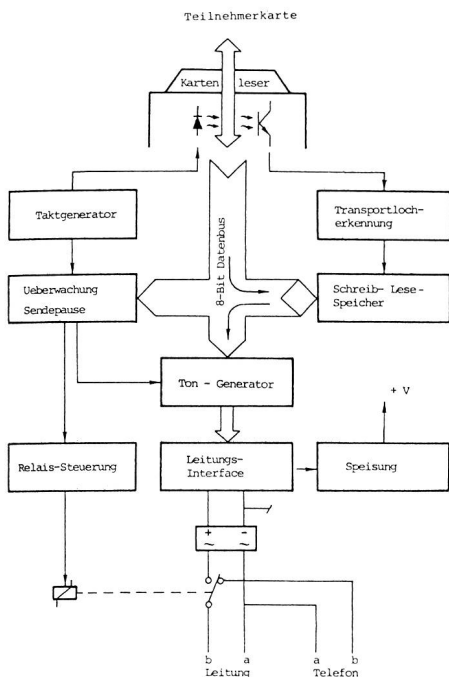 Teilnehmerkarte
Karten leser
Taktgenerator
Transportloch-
erkennung
8-Bit Datenbus
Ueberwachung
Sendepause
Schreib- Lese-
Speicher
Ton - Generator
+ V
Relais-Steuerung
Leitungs-
Interface
Speisung
+ -
~ ~
b a a b
Leitung Telefon